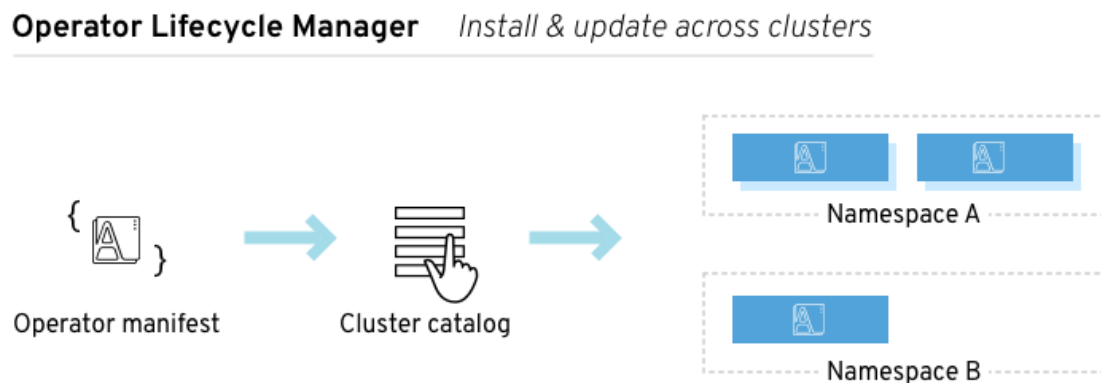 Operator Lifecycle Manager Install & update across clusters
{ }
Operator manifest
Cluster catalog
Namespace A
Namespace B